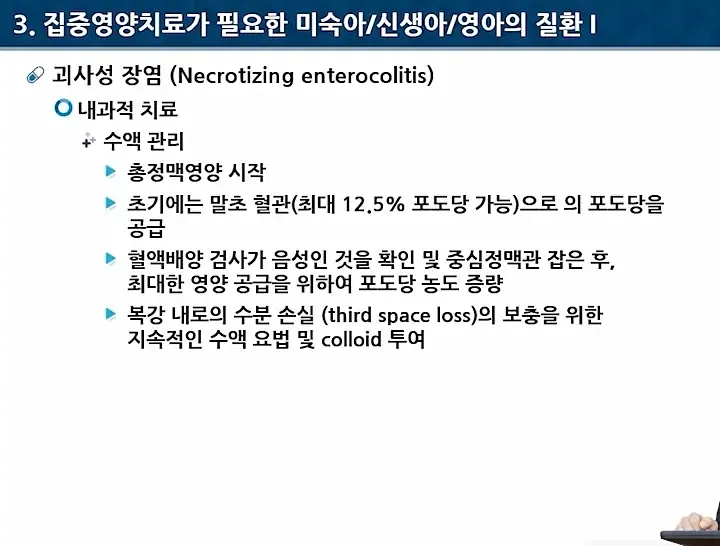 3. 집중영양치료가 필요한 미숙아/신생아/영아의 질환 I
괴사성 장염 (Necrotizing enterocolitis)
내과적 치료
수액 관리
총정맥영양 시작
초기에는 말초 혈관(최대 12.5% 포도당 가능)으로 의 포도당을
공급
혈액배양 검사가 음성인 것을 확인 및 중심정맥관 잡은 후,
최대한 영양 공급을 위하여 포도당 농도 증량
복강 내로의 수분 손실 (third space loss)의 보충을 위한
지속적인 수액 요법 및 colloid 투여